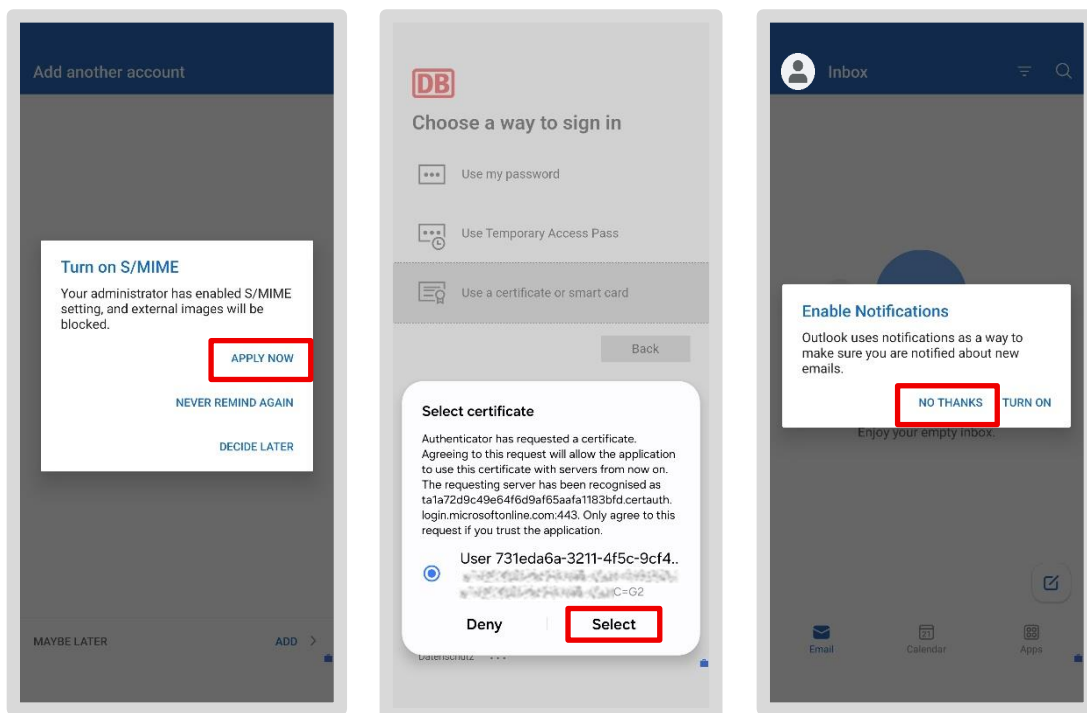 Add another account
Turn on S/MIME
Your administrator has enabled S/MIME
setting, and external images will be
blocked.
APPLY NOW
NEVER REMIND AGAIN
DECIDE LATER
MAYBE LATER
ADD >
DB
Choose a way to sign in
Use my password
Use Temporary Access Pass
Use a certificate or smart card
Back
Select certificate
Authenticator has requested a certificate.
Agreeing to this request will allow the application
to use this certificate with servers from now on.
The requesting server has been recognised as
ta1a72d9c49e64f6d9af65aafa1183bfd.certauth.
login.microsoftonline.com:443. Only agree to this
request if you trust the application.
User 731eda6a-3211-4f5c-9cf4..
C=G2
Deny
Select
Datenschutz ...
Inbox
Enable Notifications
Outlook uses notifications as a way to
make sure you are notified about new
emails.
NO THANKS
TURN ON
Enjoy your empty inbox.
21
Email
Calendar
Apps